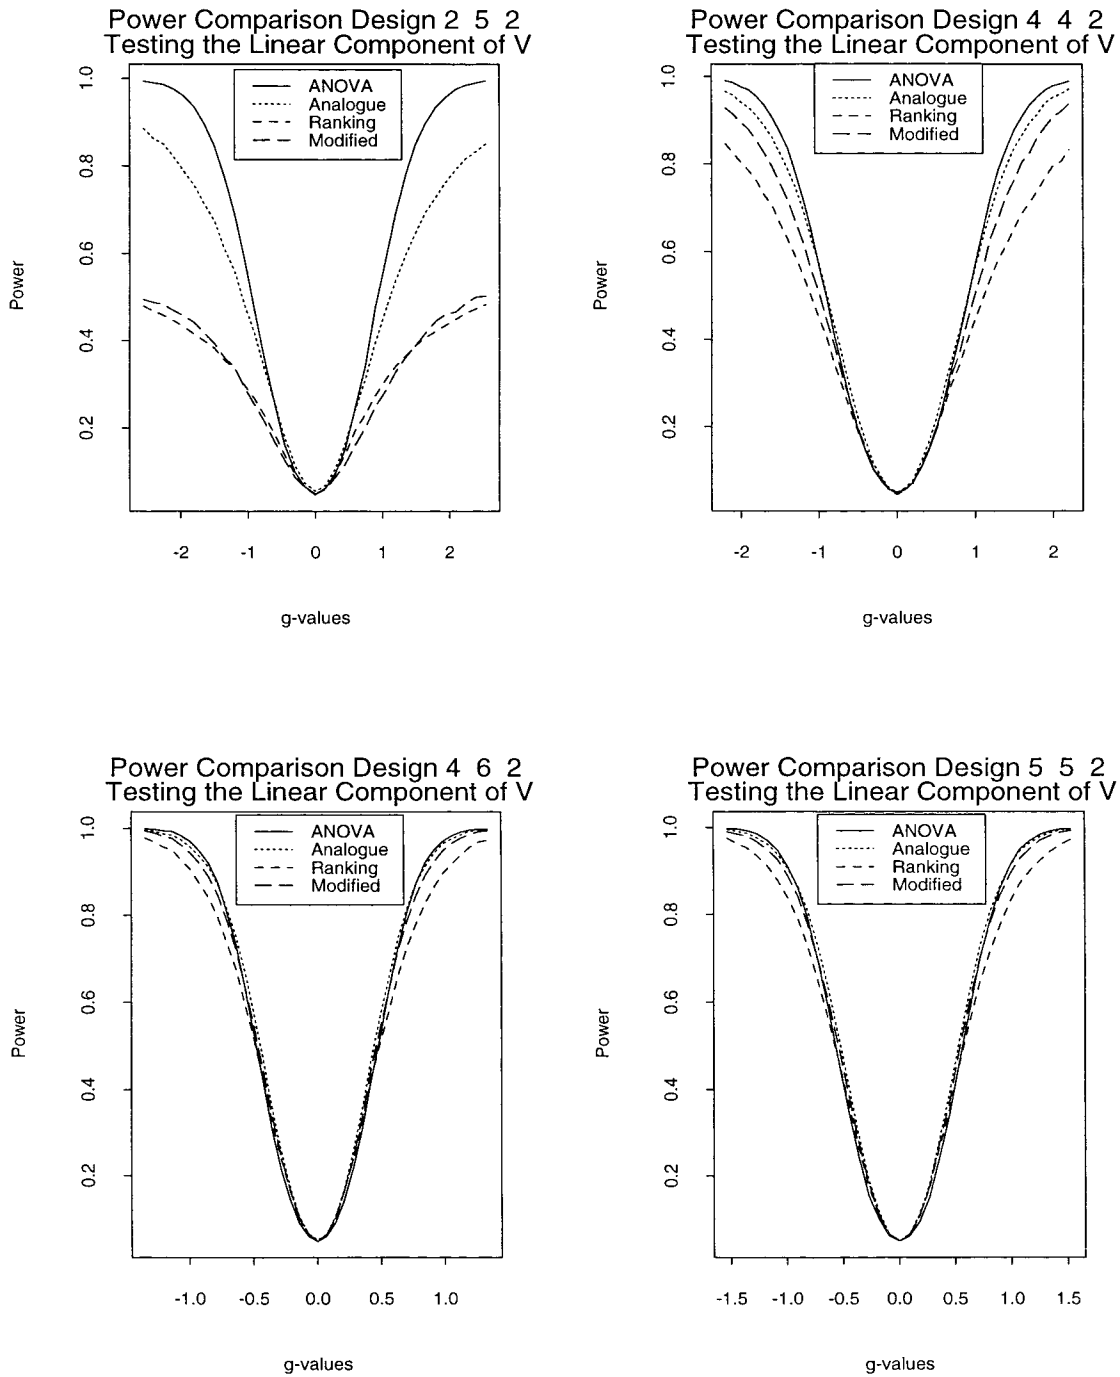 Power Comparison Design 2 5 2
Testing the Linear Component of V
ANOVA
Analogue
Ranking
Modified
Power
0.2
0.4
0.6
0.8
1.0
-2
-1
0
1
2
g-values
Power Comparison Design 4 4 2
Testing the Linear Component of V
ANOVA
Analogue
Ranking
Modified
Power
0.2
0.4
0.6
0.8
1.0
-2
-1
0
1
2
g-values
Power Comparison Design 4 6 2
Testing the Linear Component of V
ANOVA
Analogue
Ranking
Modified
Power
0.2
0.4
0.6
0.8
1.0
-1.0
-0.5
0.0
0.5
1.0
g-values
Power Comparison Design 5 5 2
Testing the Linear Component of V
ANOVA
Analogue
Ranking
Modified
Power
0.2
0.4
0.6
0.8
1.0
-1.5
-1.0
-0.5
0.0
0.5
1.0
1.5
g-values